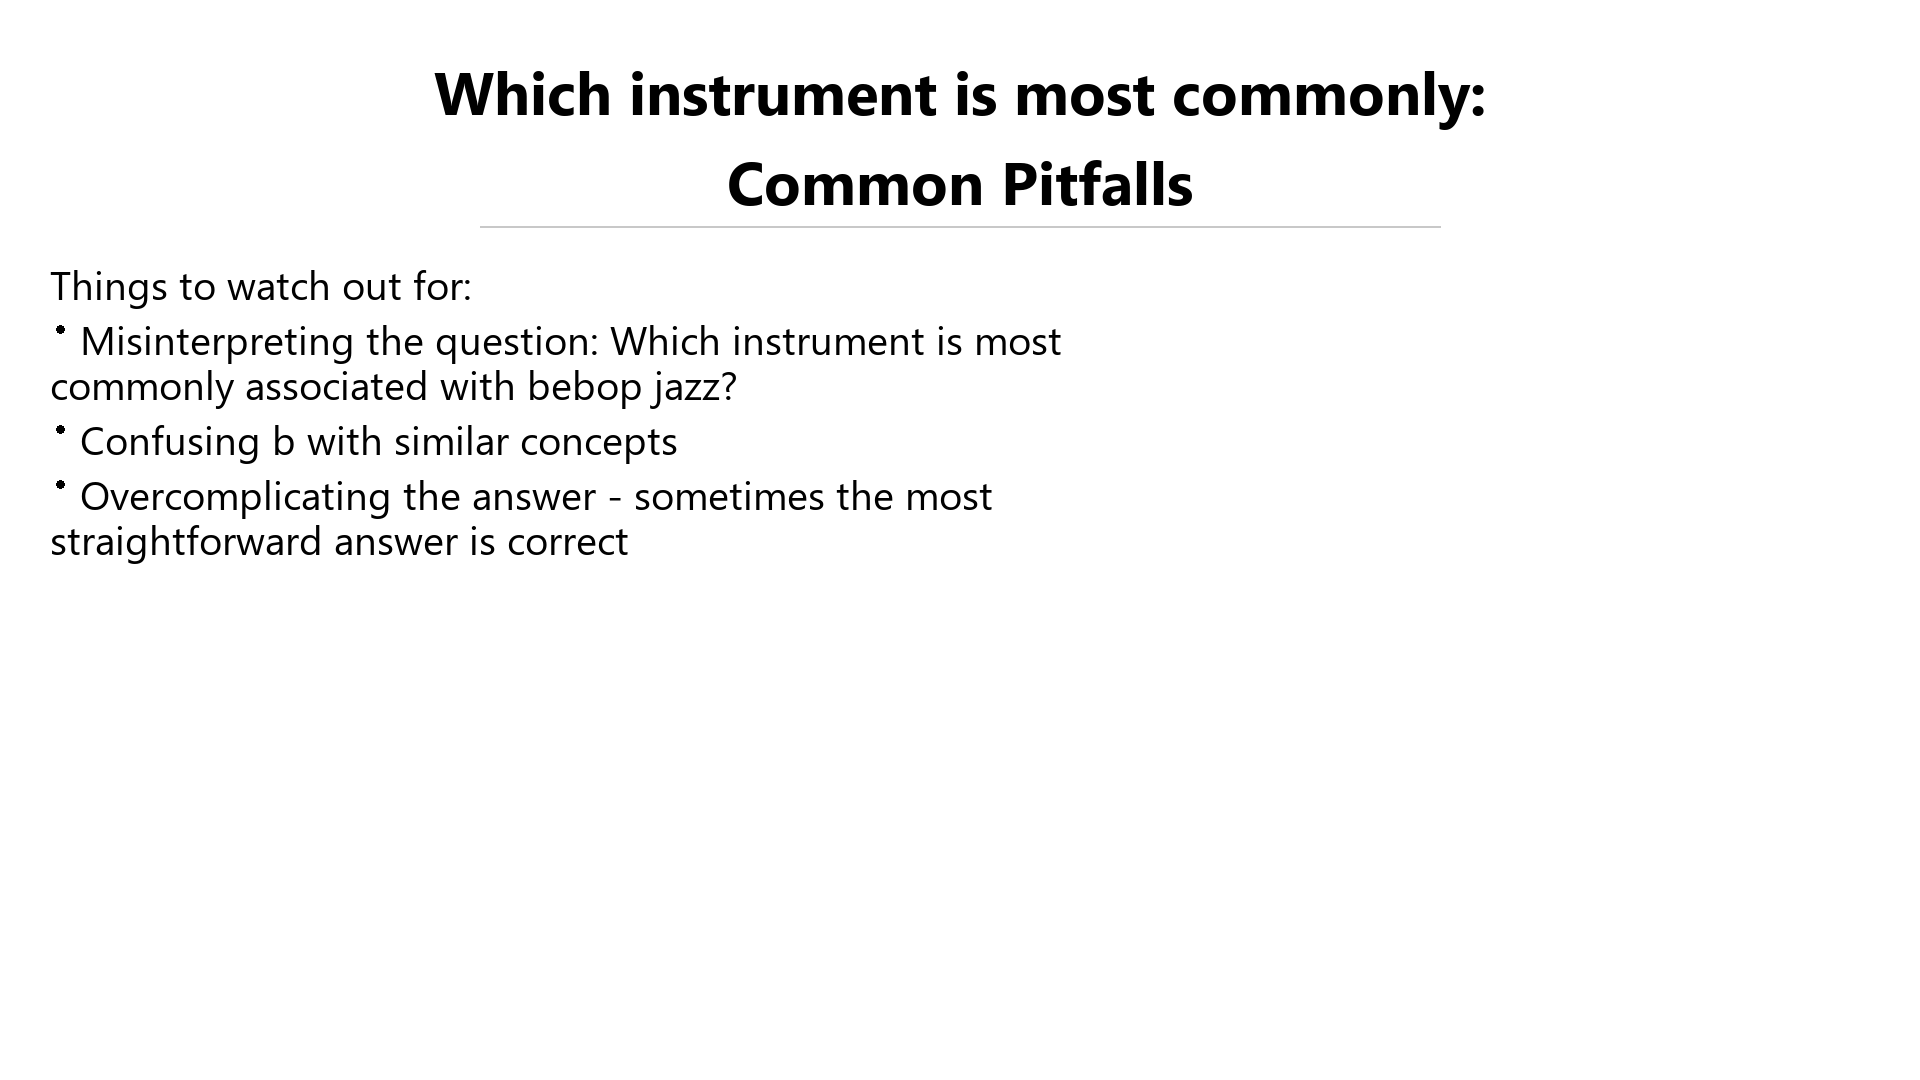 Which instrument is most commonly:
Common Pitfalls
Things to watch out for:
• Misinterpreting the question: Which instrument is most
commonly associated with bebop jazz?
• Confusing b with similar concepts
• Overcomplicating the answer - sometimes the most
straightforward answer is correct